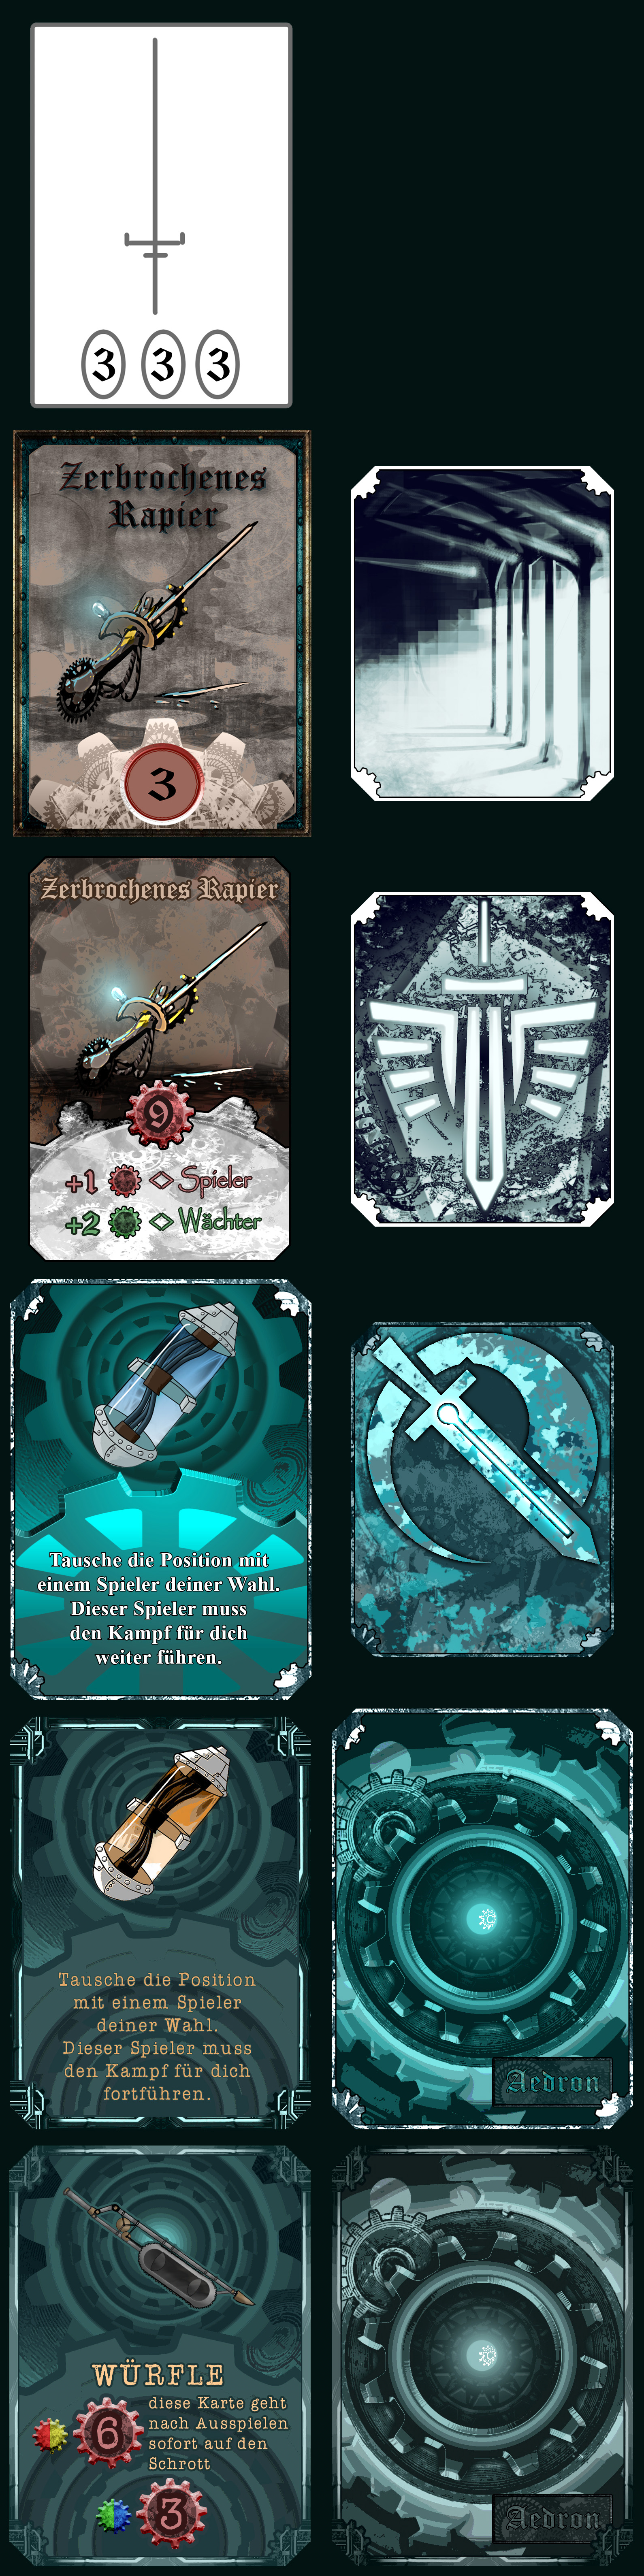 3 3 3
Zerbrochenes
Rapier
3
Zerbrochenes Rapier
9
+1 Spieler
+2 Wächter
Tausche die Position mit
einem Spieler deiner Wahl.
Dieser Spieler muss
den Kampf für dich
weiter führen.
Tausche die Position
mit einem Spieler
deiner Wahl.
Dieser Spieler muss
den Kampf für dich
fortführen.
Aedron
WÜRFLE
6
diese Karte geht
nach Ausspielen
sofort auf den
Schrott
3
Aedron